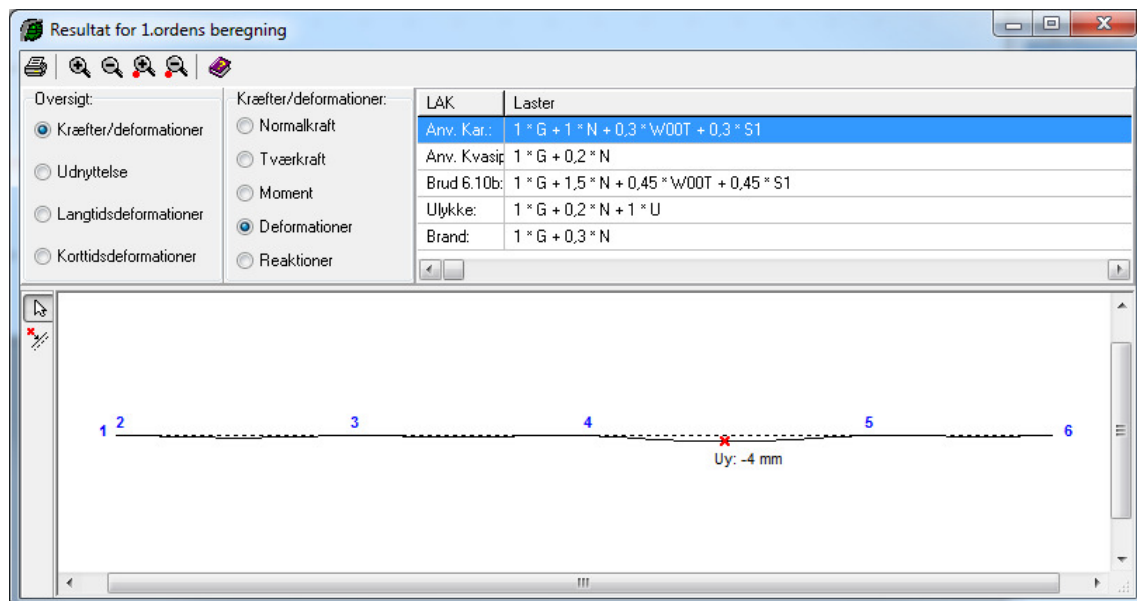 Resultat for 1.ordens beregning
Oversigt:
Kræfter/deformationer
Udnyttelse
Langtidsdeformationer
Korttidsdeformationer
Kræfter/deformationer:
Normalkraft
Tværkraft
Moment
Deformationer
Reaktioner
LAK Laster
Anv. Kar.: 1 * G + 1 * N + 0,3 * W00T + 0,3 * S1
Anv. Kvasip 1 * G + 0,2 * N
Brud 6.10b: 1 * G + 1,5 * N + 0,45 * W00T + 0,45 * S1
Ulykke: 1 * G + 0,2 * N + 1 * U
Brand: 1 * G + 0,3 * N
1 2 3 4 5 6
Uy: -4 mm